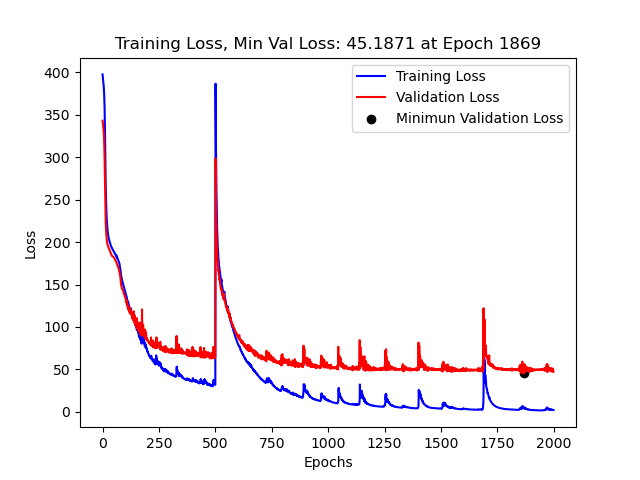 Training Loss, Min Val Loss: 45.1871 at Epoch 1869
Training Loss
Validation Loss
Minimun Validation Loss
Loss
400
350
300
250
200
150
100
50
0
0 250 500 750 1000 1250 1500 1750 2000
Epochs